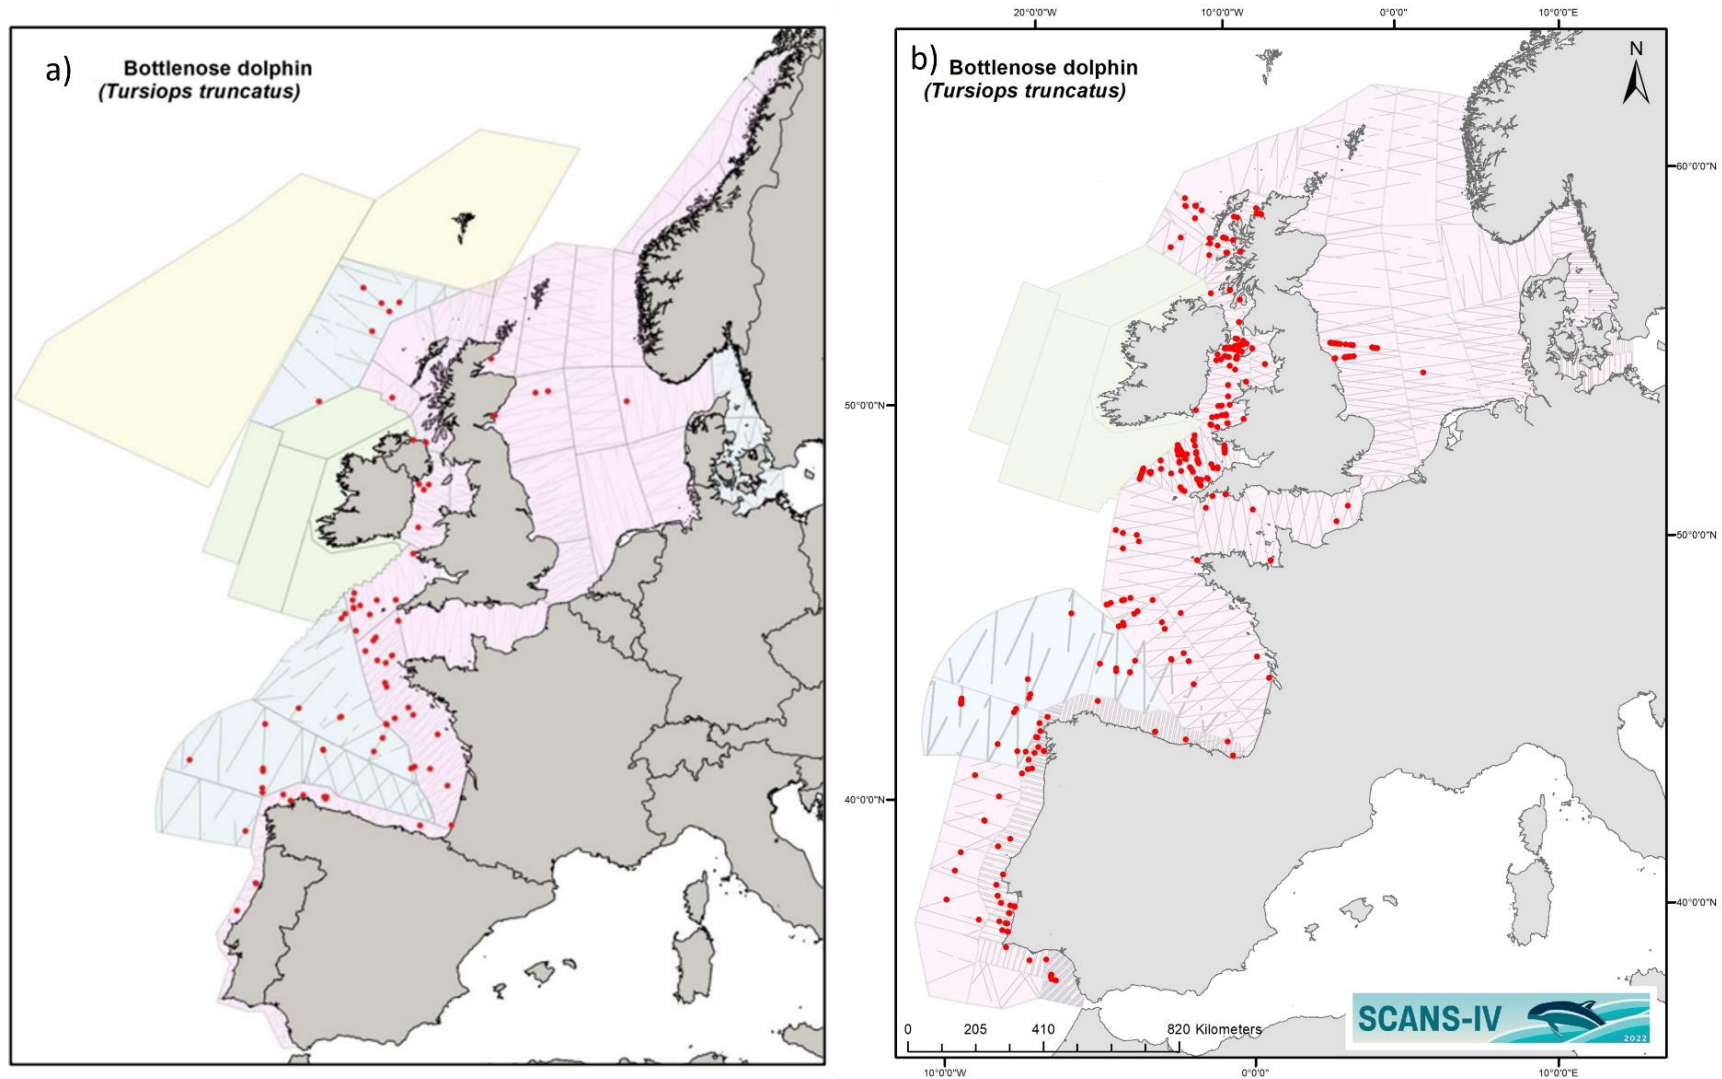 a)
Bottlenose dolphin
(Tursiops truncatus)
50°0'0"N
40°0'0"N
20°0'0"W
10°0'0"W
0°0'0"
10°0'0"E
b)
Bottlenose dolphin
(Tursiops truncatus)
N
60°0'0"N
50°0'0"N
40°0'0"N
0
205
410
820 Kilometers
SCANS-IV
2022
10°0'0"W
0°0'0"E
10°0'0"E